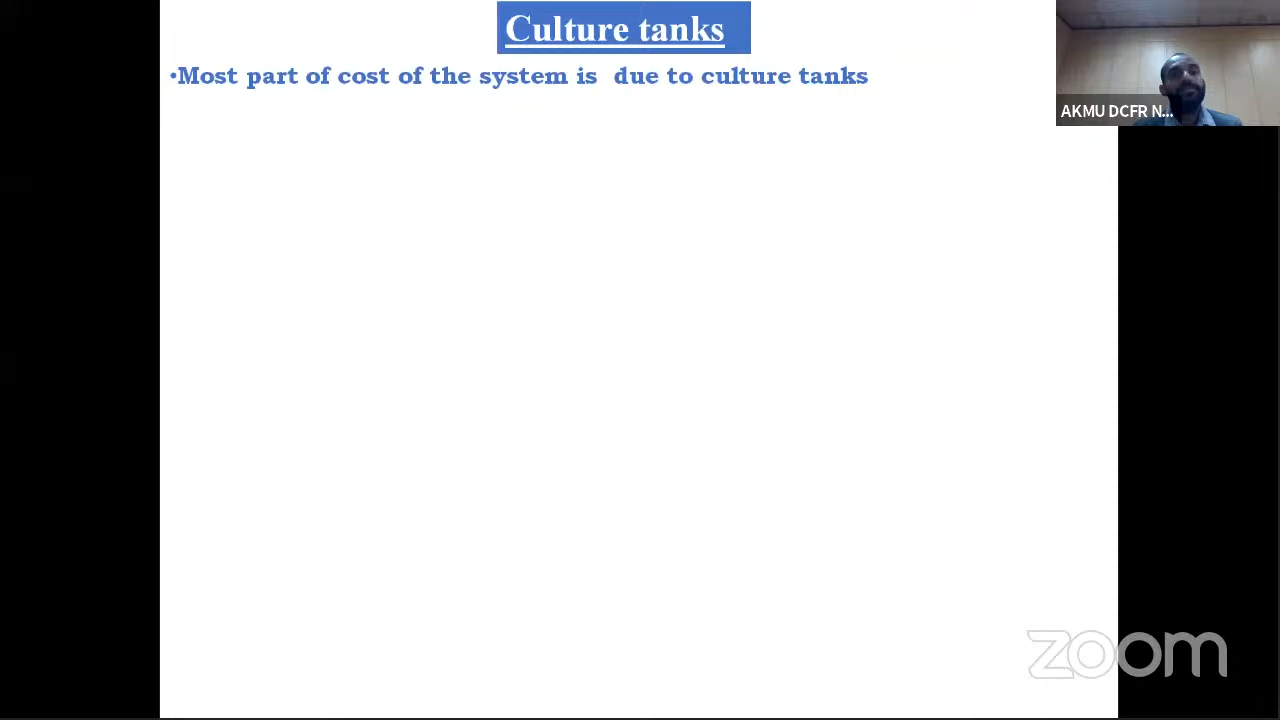 Culture tanks
•Most part of cost of the system is  due to culture tanks
AKMU DCFR N...
zoom